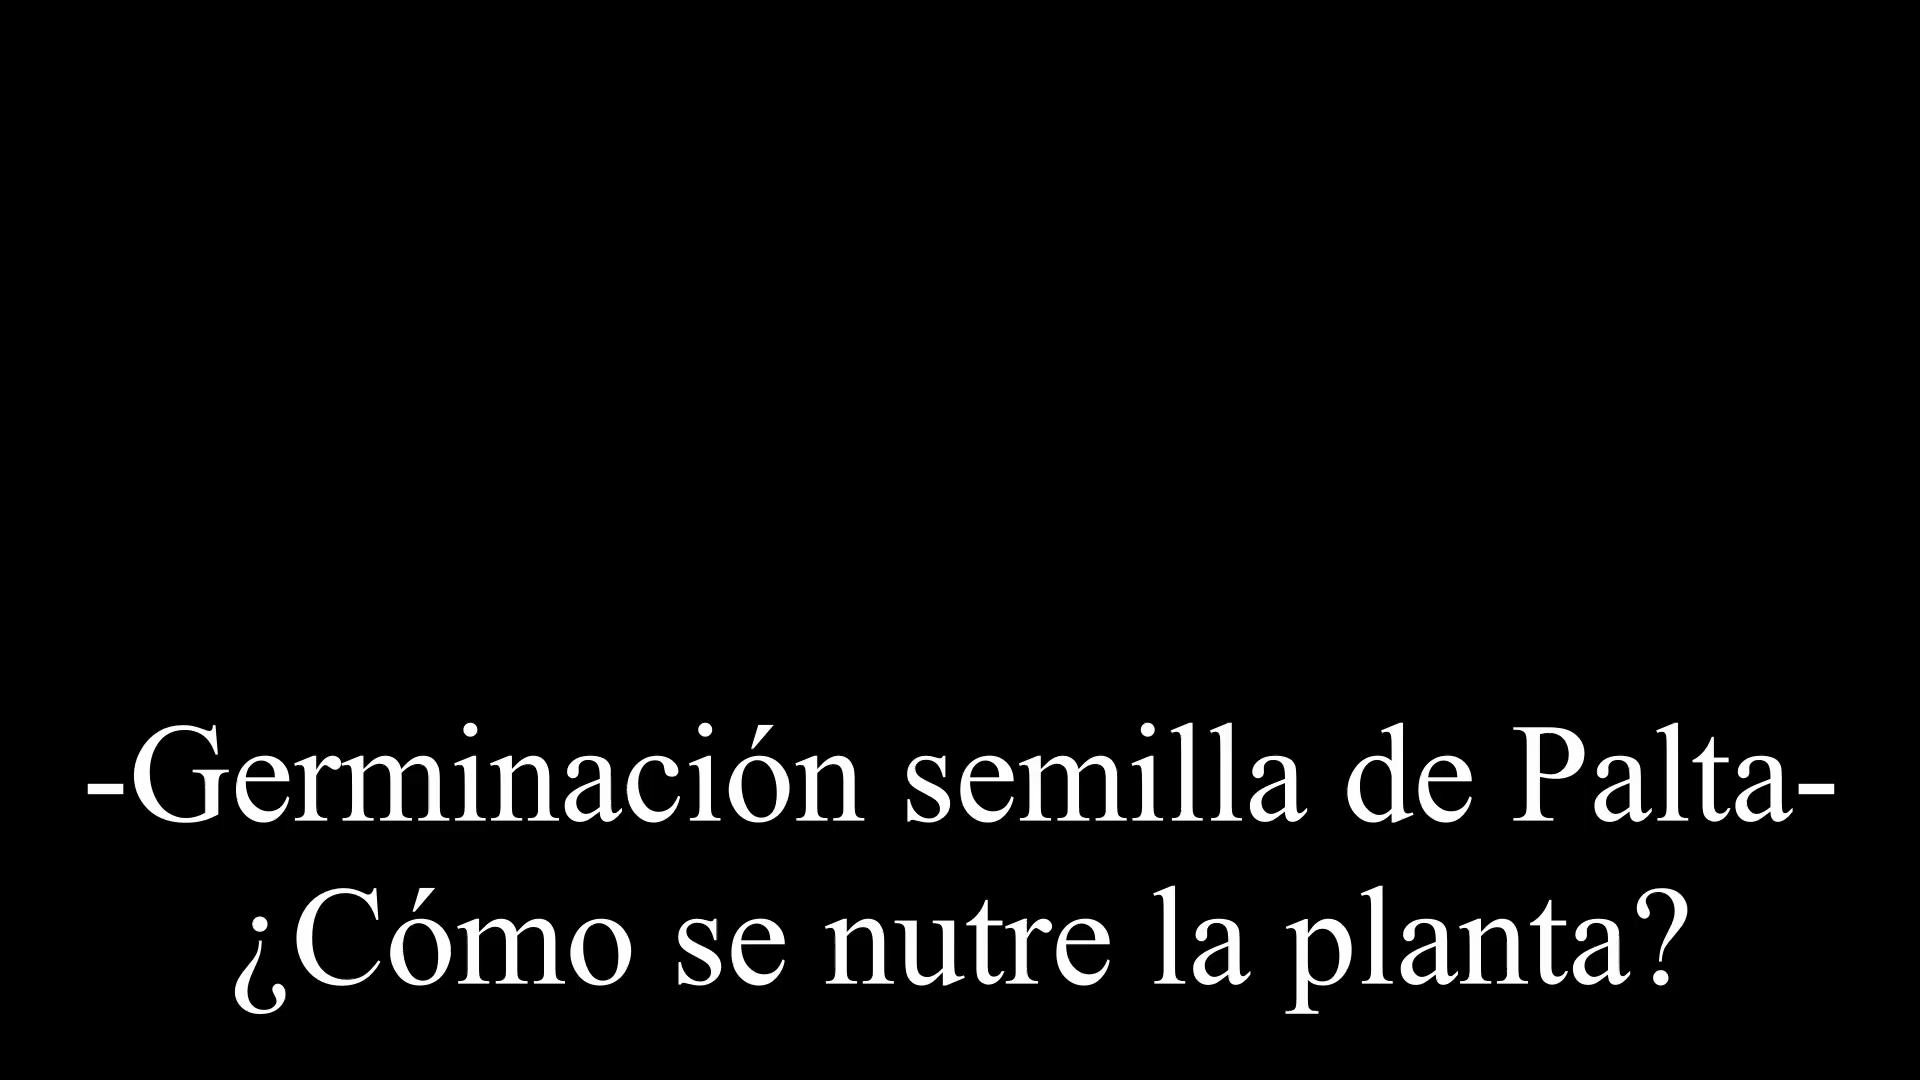 -Germinación semilla de Palta-
¿Cómo se nutre la planta?